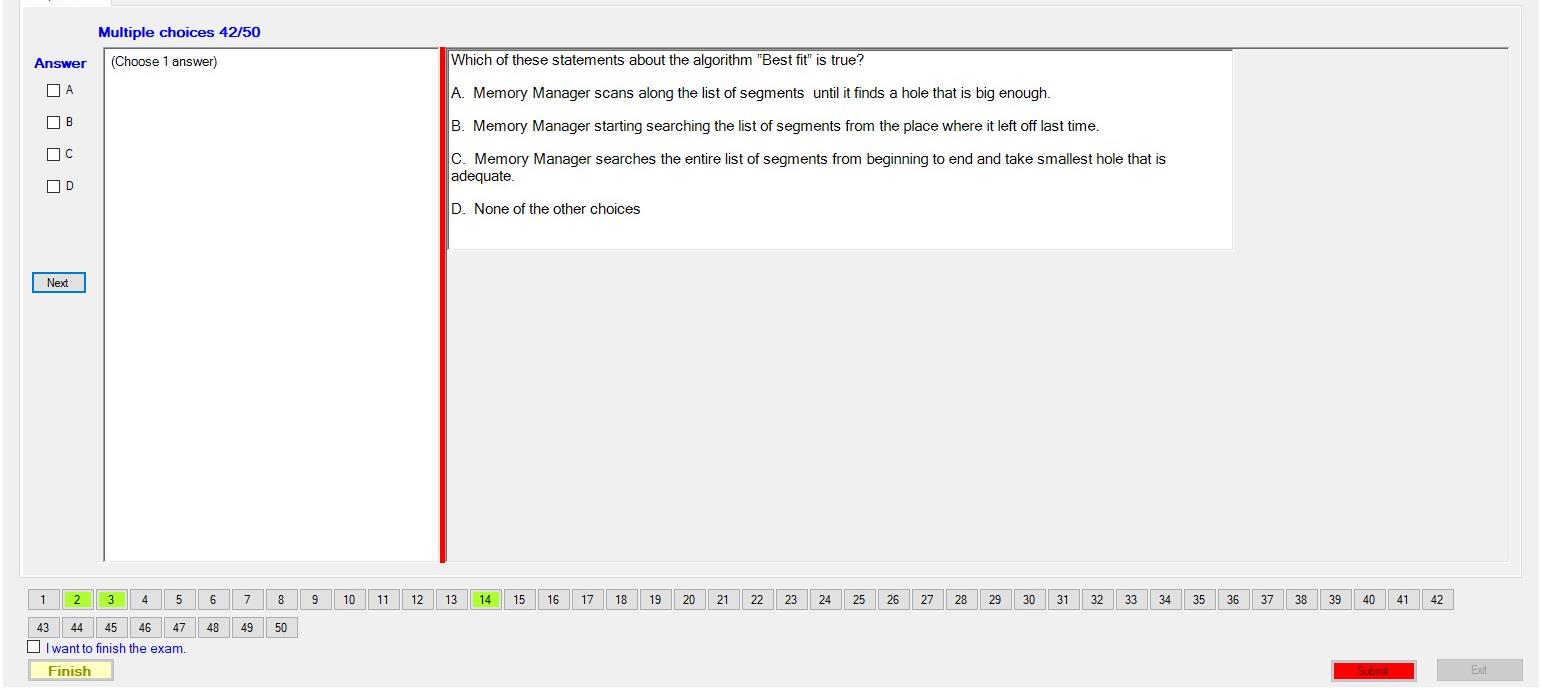 Multiple choices 42/50
Answer
(Choose 1 answer)
A
B
C
D
Next
Which of these statements about the algorithm "Best fit" is true?
A. Memory Manager scans along the list of segments until it finds a hole that is big enough.
B. Memory Manager starting searching the list of segments from the place where it left off last time.
C. Memory Manager searches the entire list of segments from beginning to end and take smallest hole that is
adequate.
D. None of the other choices
1 2 3 4 5 6 7 8 9 10 11 12 13 14 15 16 17 18 19 20 21 22 23 24 25 26 27 28 29 30 31 32 33 34 35 36 37 38 39 40 41 42
43 44 45 46 47 48 49 50
I want to finish the exam.
Finish
Submit
Exit